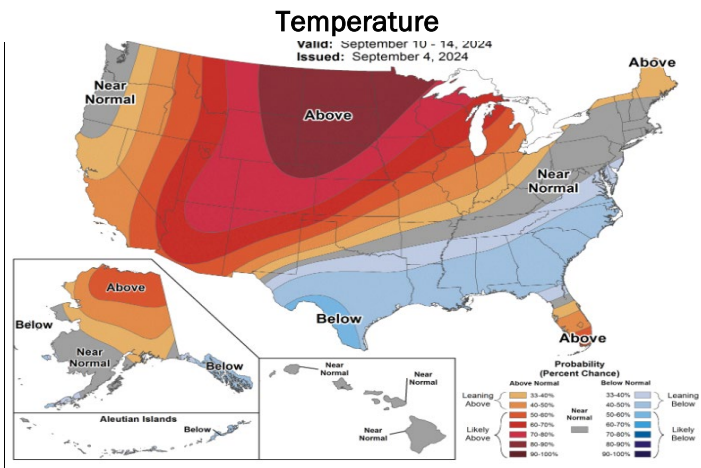 Temperature
Valid: September 10 - 14, 2024
Issued: September 4, 2024
Above
Near
Normal
Above
Near
Normal
Below
Above
Above
Below
Near
Normal
Below
Aleutian Islands
Below
Near
Normal
Near
Normal
Near
Normal
Probability
(Percent Chance)
Above Normal
Below Normal
Leaning
Above
33-40%
40-50%
Likely
Above
50-60%
60-70%
70-80%
80-90%
90-100%
Near
Normal
33-40%
40-50%
Leaning
Below
50-60%
60-70%
70-80%
80-90%
90-100%
Likely
Below